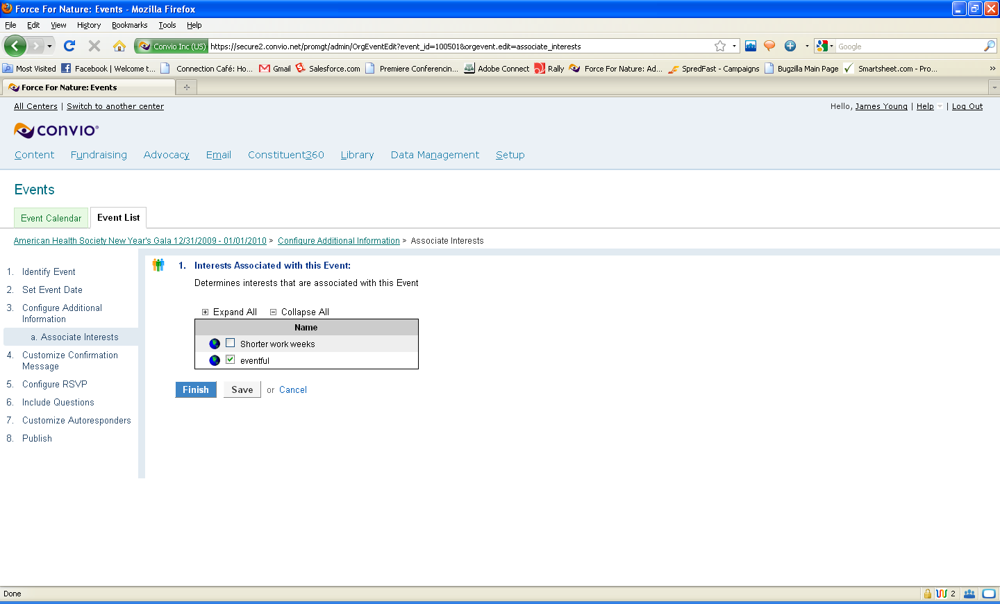 Force For Nature: Events - Mozilla Firefox
File Edit View History Bookmarks Tools Help
Convio Inc (US) https://secure2.convio.net/promgt/admin/OrgEventEdit?event_id=100501&orgevent.edit=associate_interests Google
Most Visited Facebook | Welcome t... Connection Café: Ho... Gmail Salesforce.com Premiere Conferencin... Adobe Connect Rally Force For Nature: Ad... SpredFast - Campaigns Bugzilla Main Page Smartsheet.com - Pro... »
Force For Nature: Events
All Centers | Switch to another center Hello, James Young | Help | Log Out
CONVIO®
Content Fundraising Advocacy Email Constituent360 Library Data Management Setup
Events
Event Calendar Event List
American Health Society New Year's Gala 12/31/2009 - 01/01/2010 > Configure Additional Information > Associate Interests
1. Identify Event
2. Set Event Date
3. Configure Additional
Information
a. Associate Interests
4. Customize Confirmation
Message
5. Configure RSVP
6. Include Questions
7. Customize Autoresponders
8. Publish
1. Interests Associated with this Event:
Determines interests that are associated with this Event
Expand All Collapse All
Name
Shorter work weeks
eventful
Finish Save or Cancel
Done 2